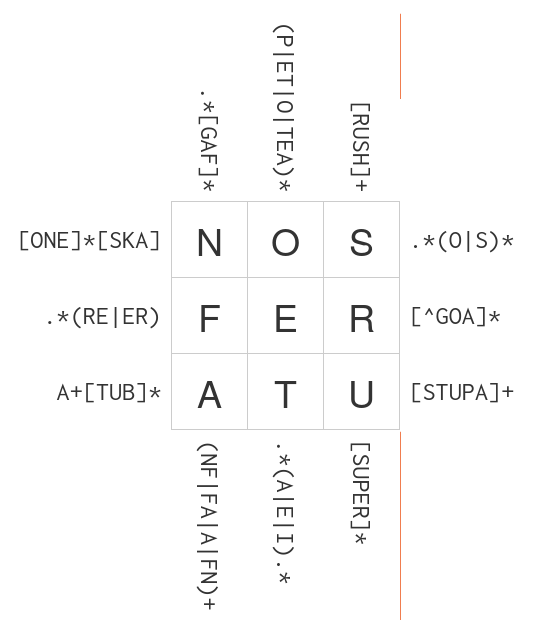 .*[GAF]*
(P|ET|O|TEA)*
[RUSH]+
[ONE]*[SKA] N O S .*(O|S)*
.*(RE|ER) F E R [^GOA]*
A+[TUB]* A T U [STUPA]+
(NF|FA|A|FN)+
.*(A|E|I).*
[SUPER]*